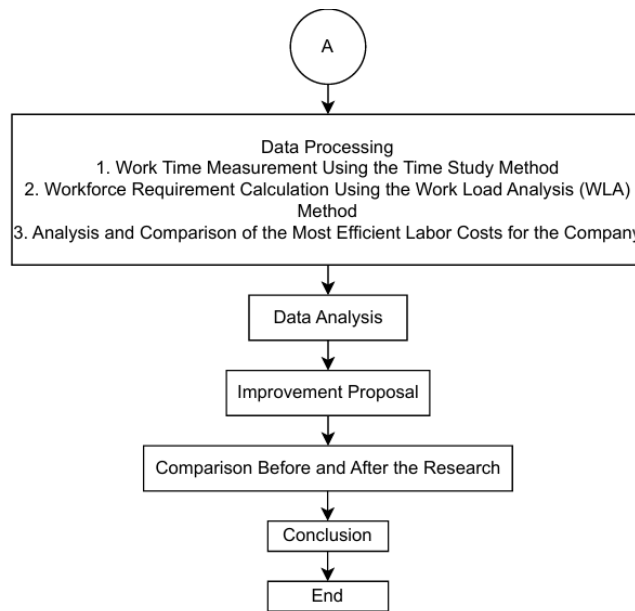 A
Data Processing
1. Work Time Measurement Using the Time Study Method
2. Workforce Requirement Calculation Using the Work Load Analysis (WLA)
Method
3. Analysis and Comparison of the Most Efficient Labor Costs for the Company
Data Analysis
Improvement Proposal
Comparison Before and After the Research
Conclusion
End